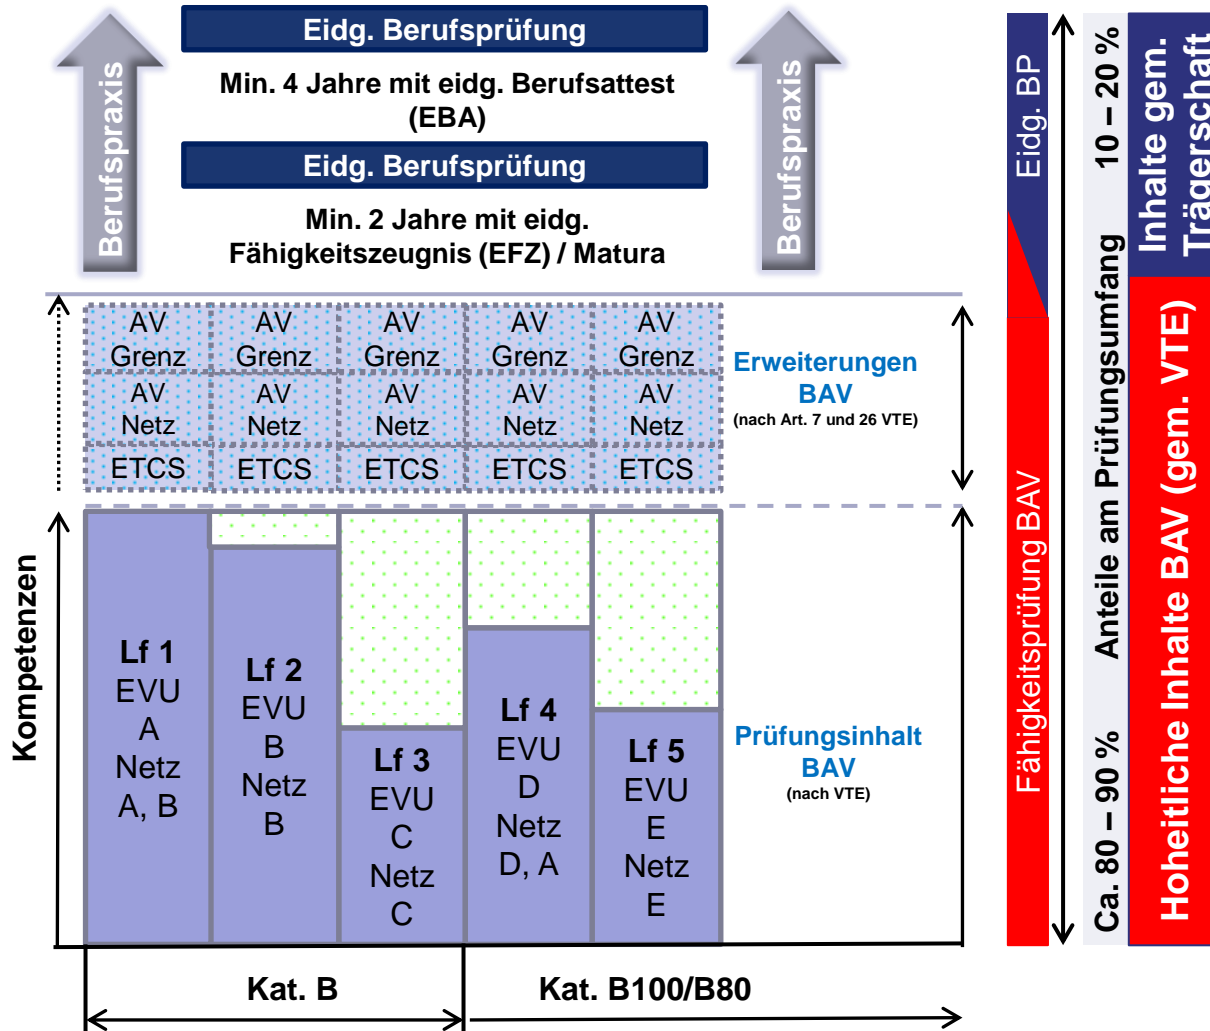 Eidg. Berufsprüfung
Min. 4 Jahre mit eidg. Berufsattest
(EBA)
Eidg. Berufsprüfung
Min. 2 Jahre mit eidg.
Fähigkeitszeugnis (EFZ) / Matura
Berufspraxis
Berufspraxis
AV
Grenz
AV
Grenz
AV
Grenz
AV
Grenz
AV
Grenz
AV
Netz
AV
Netz
AV
Netz
AV
Netz
AV
Netz
ETCS
ETCS
ETCS
ETCS
ETCS
Erweiterungen
BAV
(nach Art. 7 und 26 VTE)
Kompetenzen
Lf 1
EVU
A
Netz
A, B
Lf 2
EVU
B
Netz
B
Lf 3
EVU
C
Netz
C
Lf 4
EVU
D
Netz
D, A
Lf 5
EVU
E
Netz
E
Prüfungsinhalt
BAV
(nach VTE)
Kat. B
Kat. B100/B80
Eidg. BP
Fähigkeitsprüfung BAV
Ca. 80 – 90 %
Anteile am Prüfungsumfang
10 – 20 %
Inhalte gem.
Trägerschaft
Hoheitliche Inhalte BAV (gem. VTE)